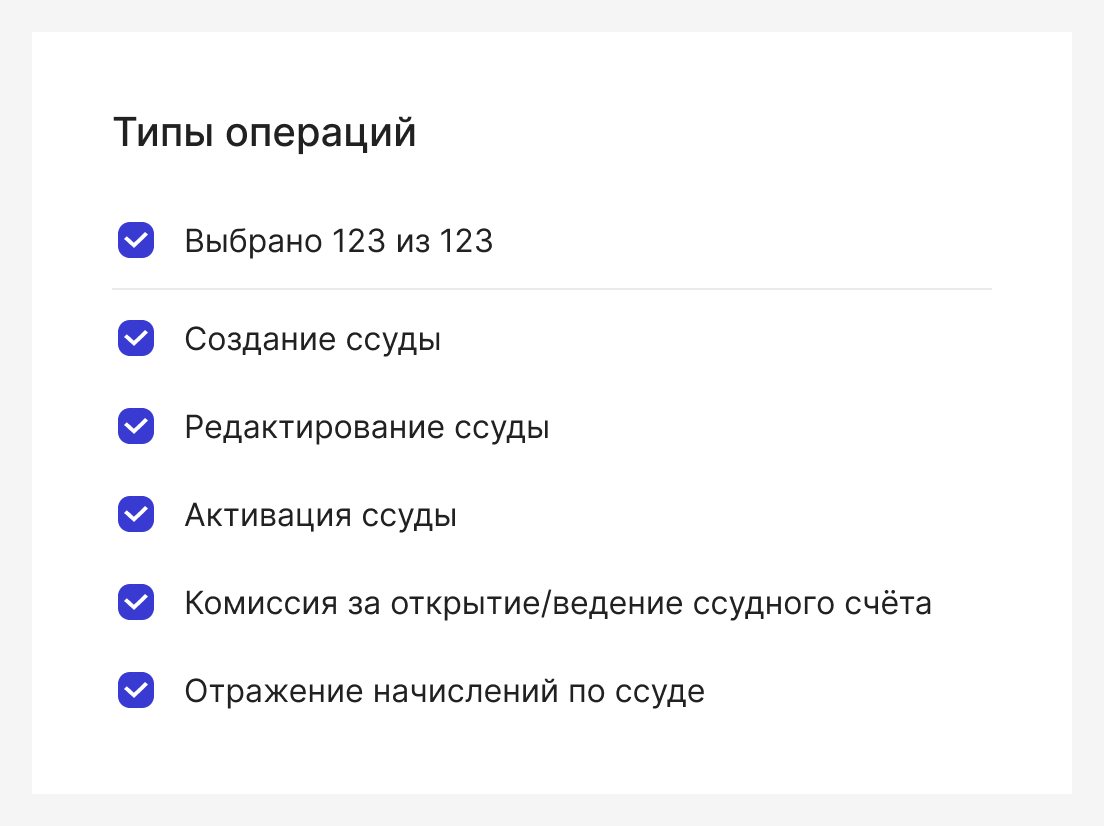 Типы операций
Выбрано 123 из 123
Создание ссуды
Редактирование ссуды
Активация ссуды
Комиссия за открытие/ведение ссудного счёта
Отражение начислений по ссуде